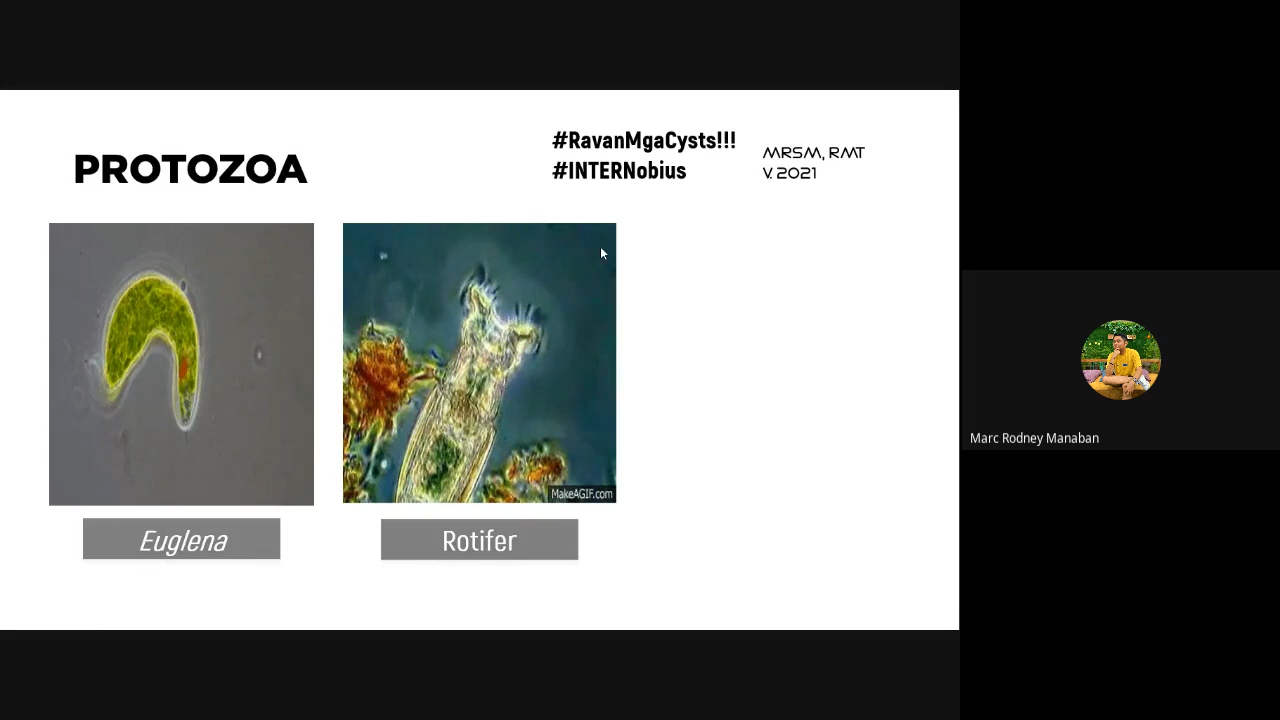 PROTOZOA
#RavanMgaCysts!!!
#INTERNobius
MRSM, RMT
V. 2021
MakeAGIF.com
Euglena
Rotifer
Marc Rodney Manaban